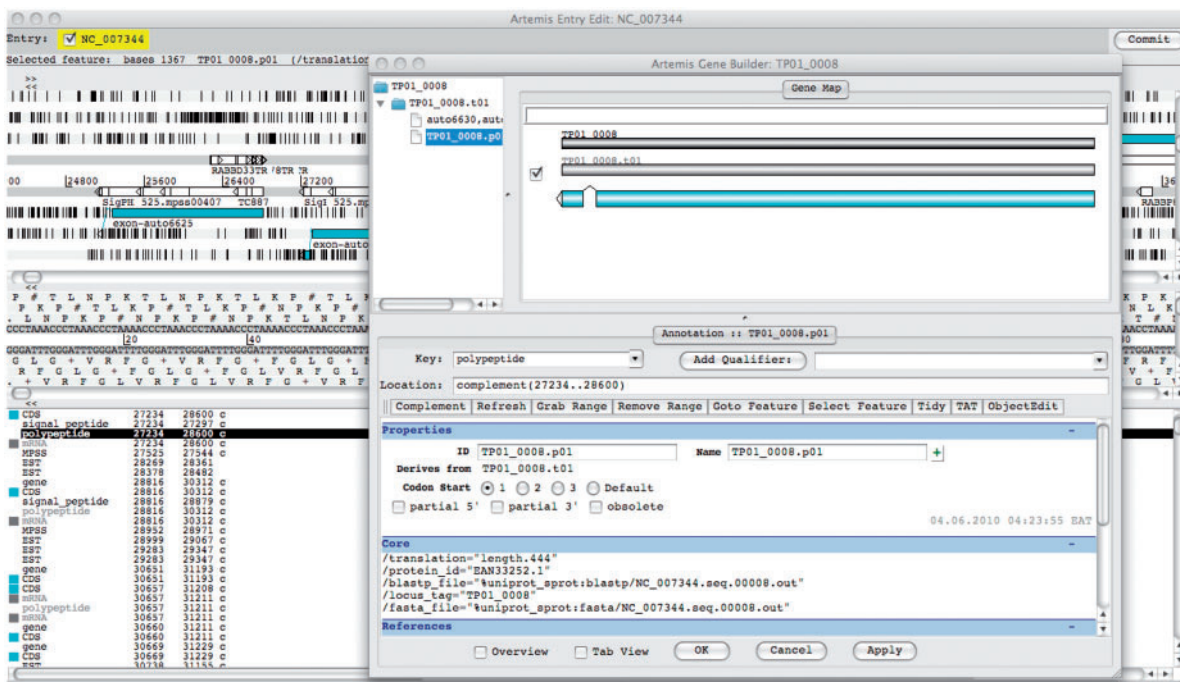 Artemis Entry Edit: NC_007344
Entry: NC_007344
Commit
Selected feature: bases 1367 TP01_0008.p01 (/translation
Artemis Gene Builder: TP01_0008
TP01_0008
TP01_0008.t01
auto6630,aut
TP01_0008.p0
Gene Map
TP01_0008
TP01_0008.t01
>>
<<
RABBD33TR
24800 25600 26400 27200
SigPH 525.mpss00407 TC887 SigI 525.mp
exon-auto6625
exon-auto
<<
P # T L N P K T L N P K T L N P K P # T L
20 40
<<
Annotation :: TP01_0008.p01
Key: polypeptide Add Qualifier:
Location: complement(27234..28600)
Complement Refresh Grab Range Remove Range Goto Feature Select Feature Tidy TAT ObjectEdit
Properties -
ID TP01_0008.p01 Name TP01_0008.p01 +
Derives from TP01_0008.t01
Codon Start 1 2 3 Default
partial 5' partial 3' obsolete
04.06.2010 04:23:55 EAT
Core -
/translation="length.444"
/protein_id="EAN33252.1"
/blastp_file="%uniprot_sprot:blastp/NC_007344.seq.00008.out"
/locus_tag="TP01_0008"
/fasta_file="%uniprot_sprot:fasta/NC_007344.seq.00008.out"
References -
Overview Tab View OK Cancel Apply
CDS 27234 28600 c
signal_peptide 27234 27297 c
polypeptide 27234 28600 c
mRNA 27234 28600 c
MPSS 27525 27544 c
EST 28269 28361
EST 28378 28482
gene 28816 30312 c
CDS 28816 30312 c
signal_peptide 28816 28879 c
polypeptide 28816 30312 c
mRNA 28816 30312 c
MPSS 28952 28971 c
EST 28999 29067 c
EST 29283 29347 c
EST 29283 29347 c
gene 30651 31193 c
CDS 30651 31193 c
CDS 30657 31208 c
mRNA 30657 31211 c
polypeptide 30657 31211 c
mRNA 30657 31211 c
gene 30660 31211 c
CDS 30660 31211 c
gene 30669 31229 c
CDS 30669 31229 c
EST 30738 31155 c